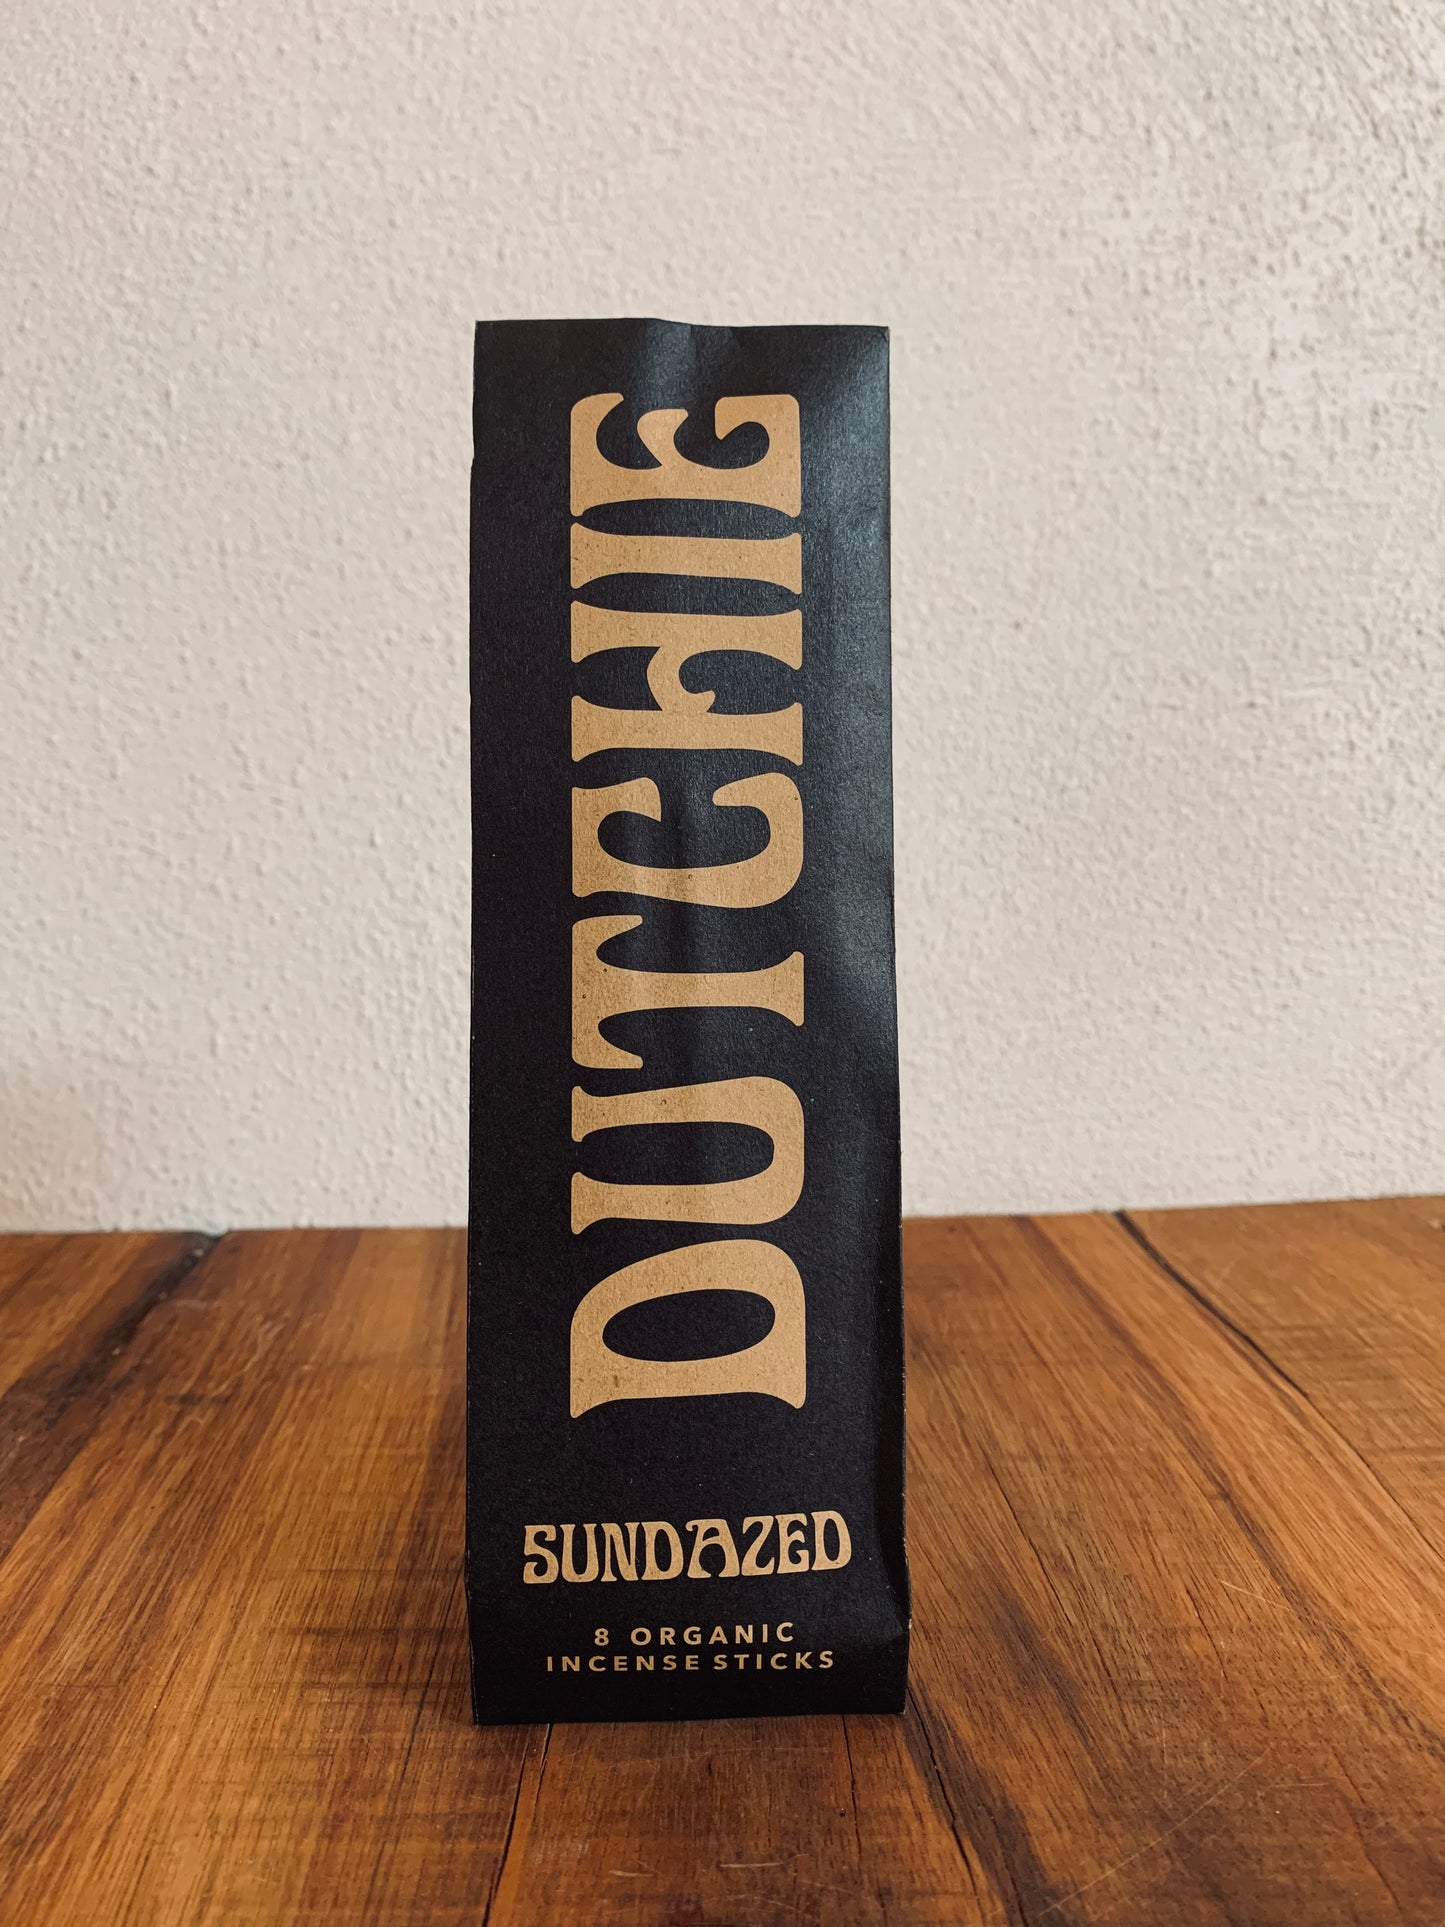 DUTCHIE
SUNDAZED
8 ORGANIC
INCENSE STICKS